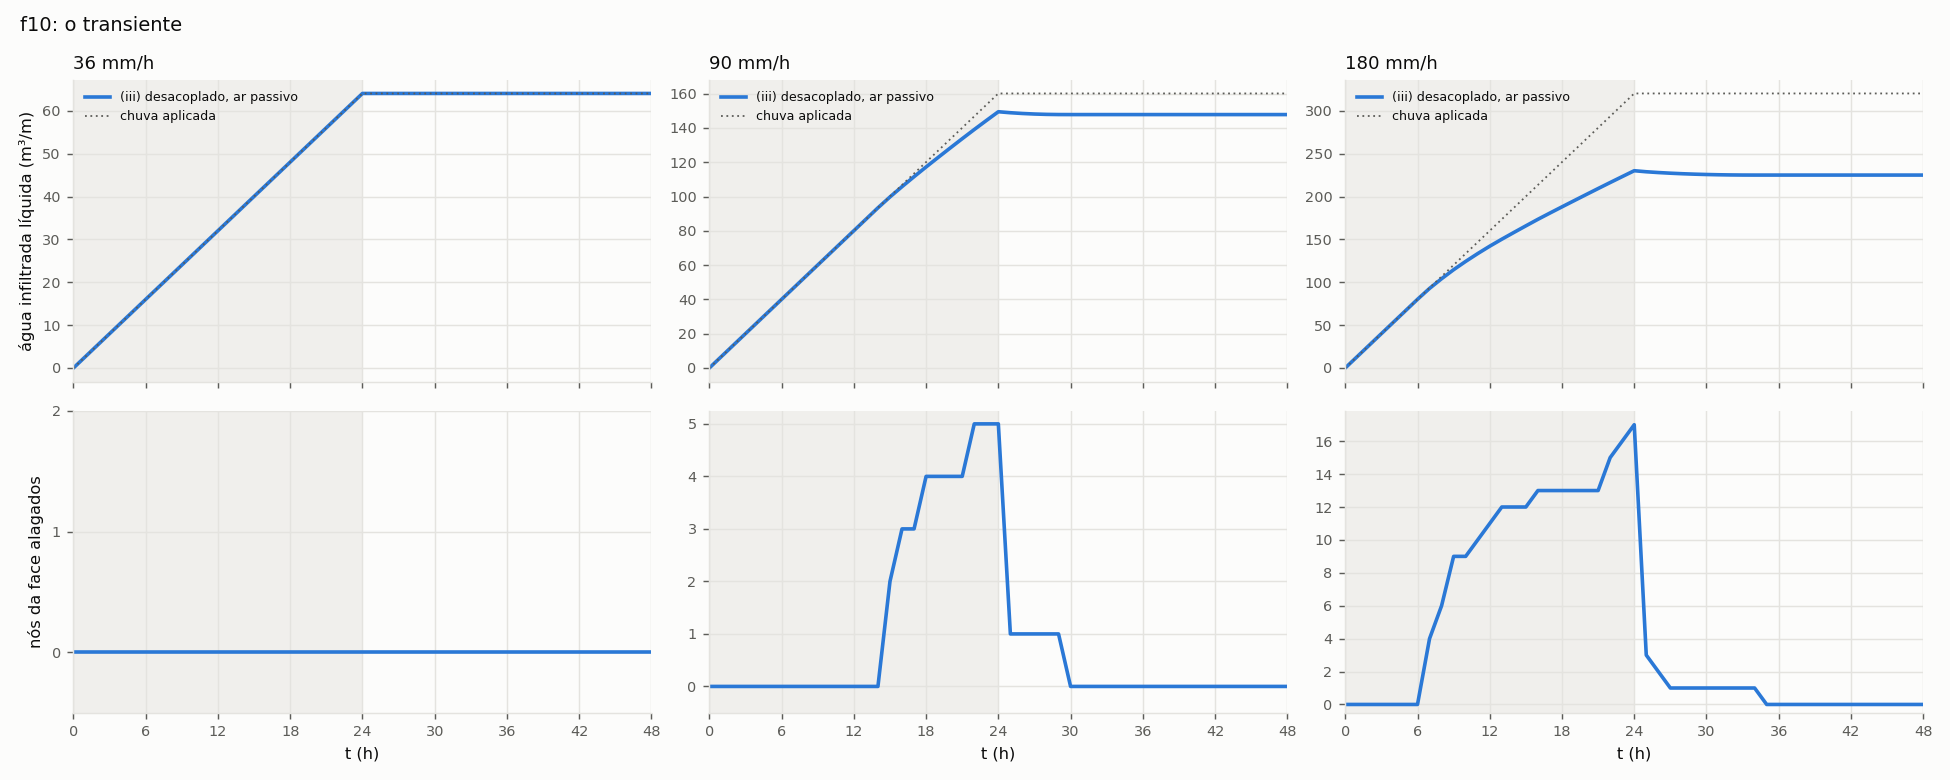 f10: o transiente
36 mm/h
90 mm/h
180 mm/h
água infiltrada líquida (m³/m)
60
50
40
30
20
10
0
(iii) desacoplado, ar passivo
chuva aplicada
160
140
120
100
80
60
40
20
0
(iii) desacoplado, ar passivo
chuva aplicada
300
250
200
150
100
50
0
(iii) desacoplado, ar passivo
chuva aplicada
nós da face alagados
2
1
0
0 6 12 18 24 30 36 42 48
t (h)
5
4
3
2
1
0
0 6 12 18 24 30 36 42 48
t (h)
16
14
12
10
8
6
4
2
0
0 6 12 18 24 30 36 42 48
t (h)